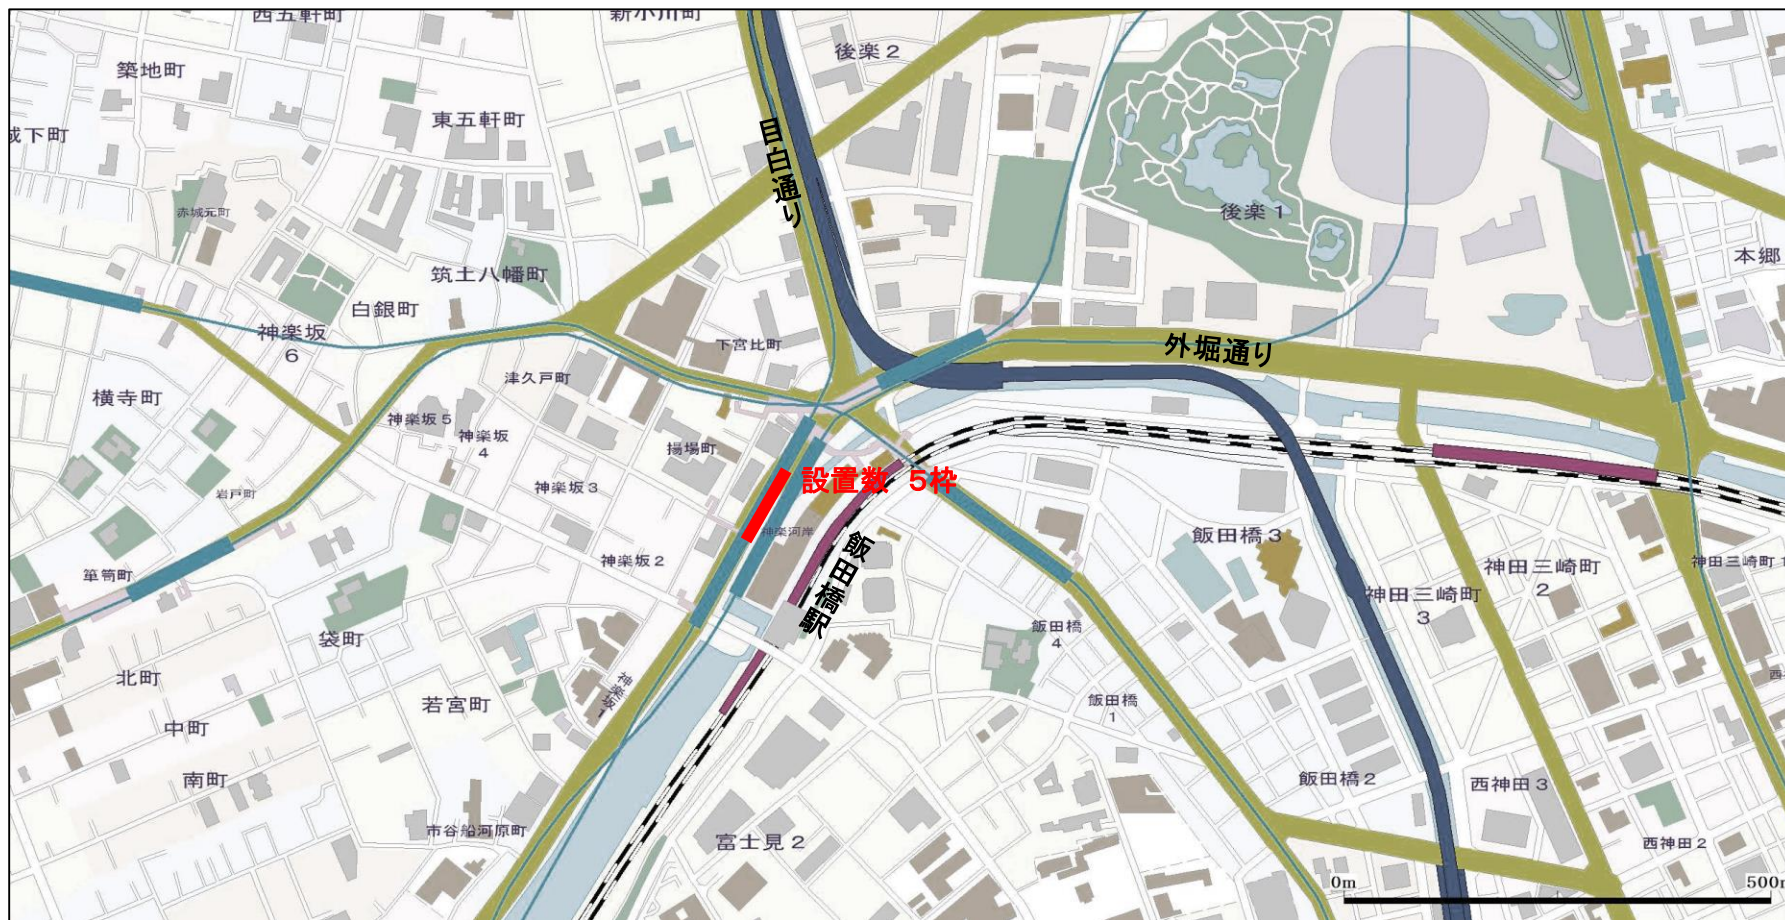 西五軒町
新小川町
後楽2
築地町
東五軒町
城下町
目白通り
赤城元町
後楽1
本郷
筑土八幡町
白銀町
神楽坂
6
下宮比町
外堀通り
津久戸町
横寺町
神楽坂5
神楽坂
4
揚場町
設置数 5枠
神楽坂3
岩戸町
神楽河岸
飯田橋3
飯田橋駅
神楽坂2
箪笥町
神田三崎町
2
神田三崎町1
神田三崎町
3
飯田橋
4
袋町
北町
若宮町
神楽坂1
飯田橋
1
中町
南町
飯田橋2
西神田3
市谷船河原町
富士見2
西神田2
0m
500m